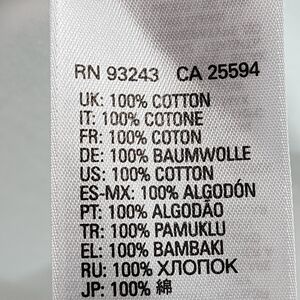 RN 93243 CA 25594
UK: 100% COTTON
IT: 100% COTONE
FR: 100% COTON
DE: 100% BAUMWOLLE
US: 100% COTTON
ES-MX: 100% ALGODÓN
PT: 100% ALGODÃO
TR: 100% PAMUKLU
EL: 100% BAMBAKI
RU: 100% ХЛОПОК
JP: 100% 綿